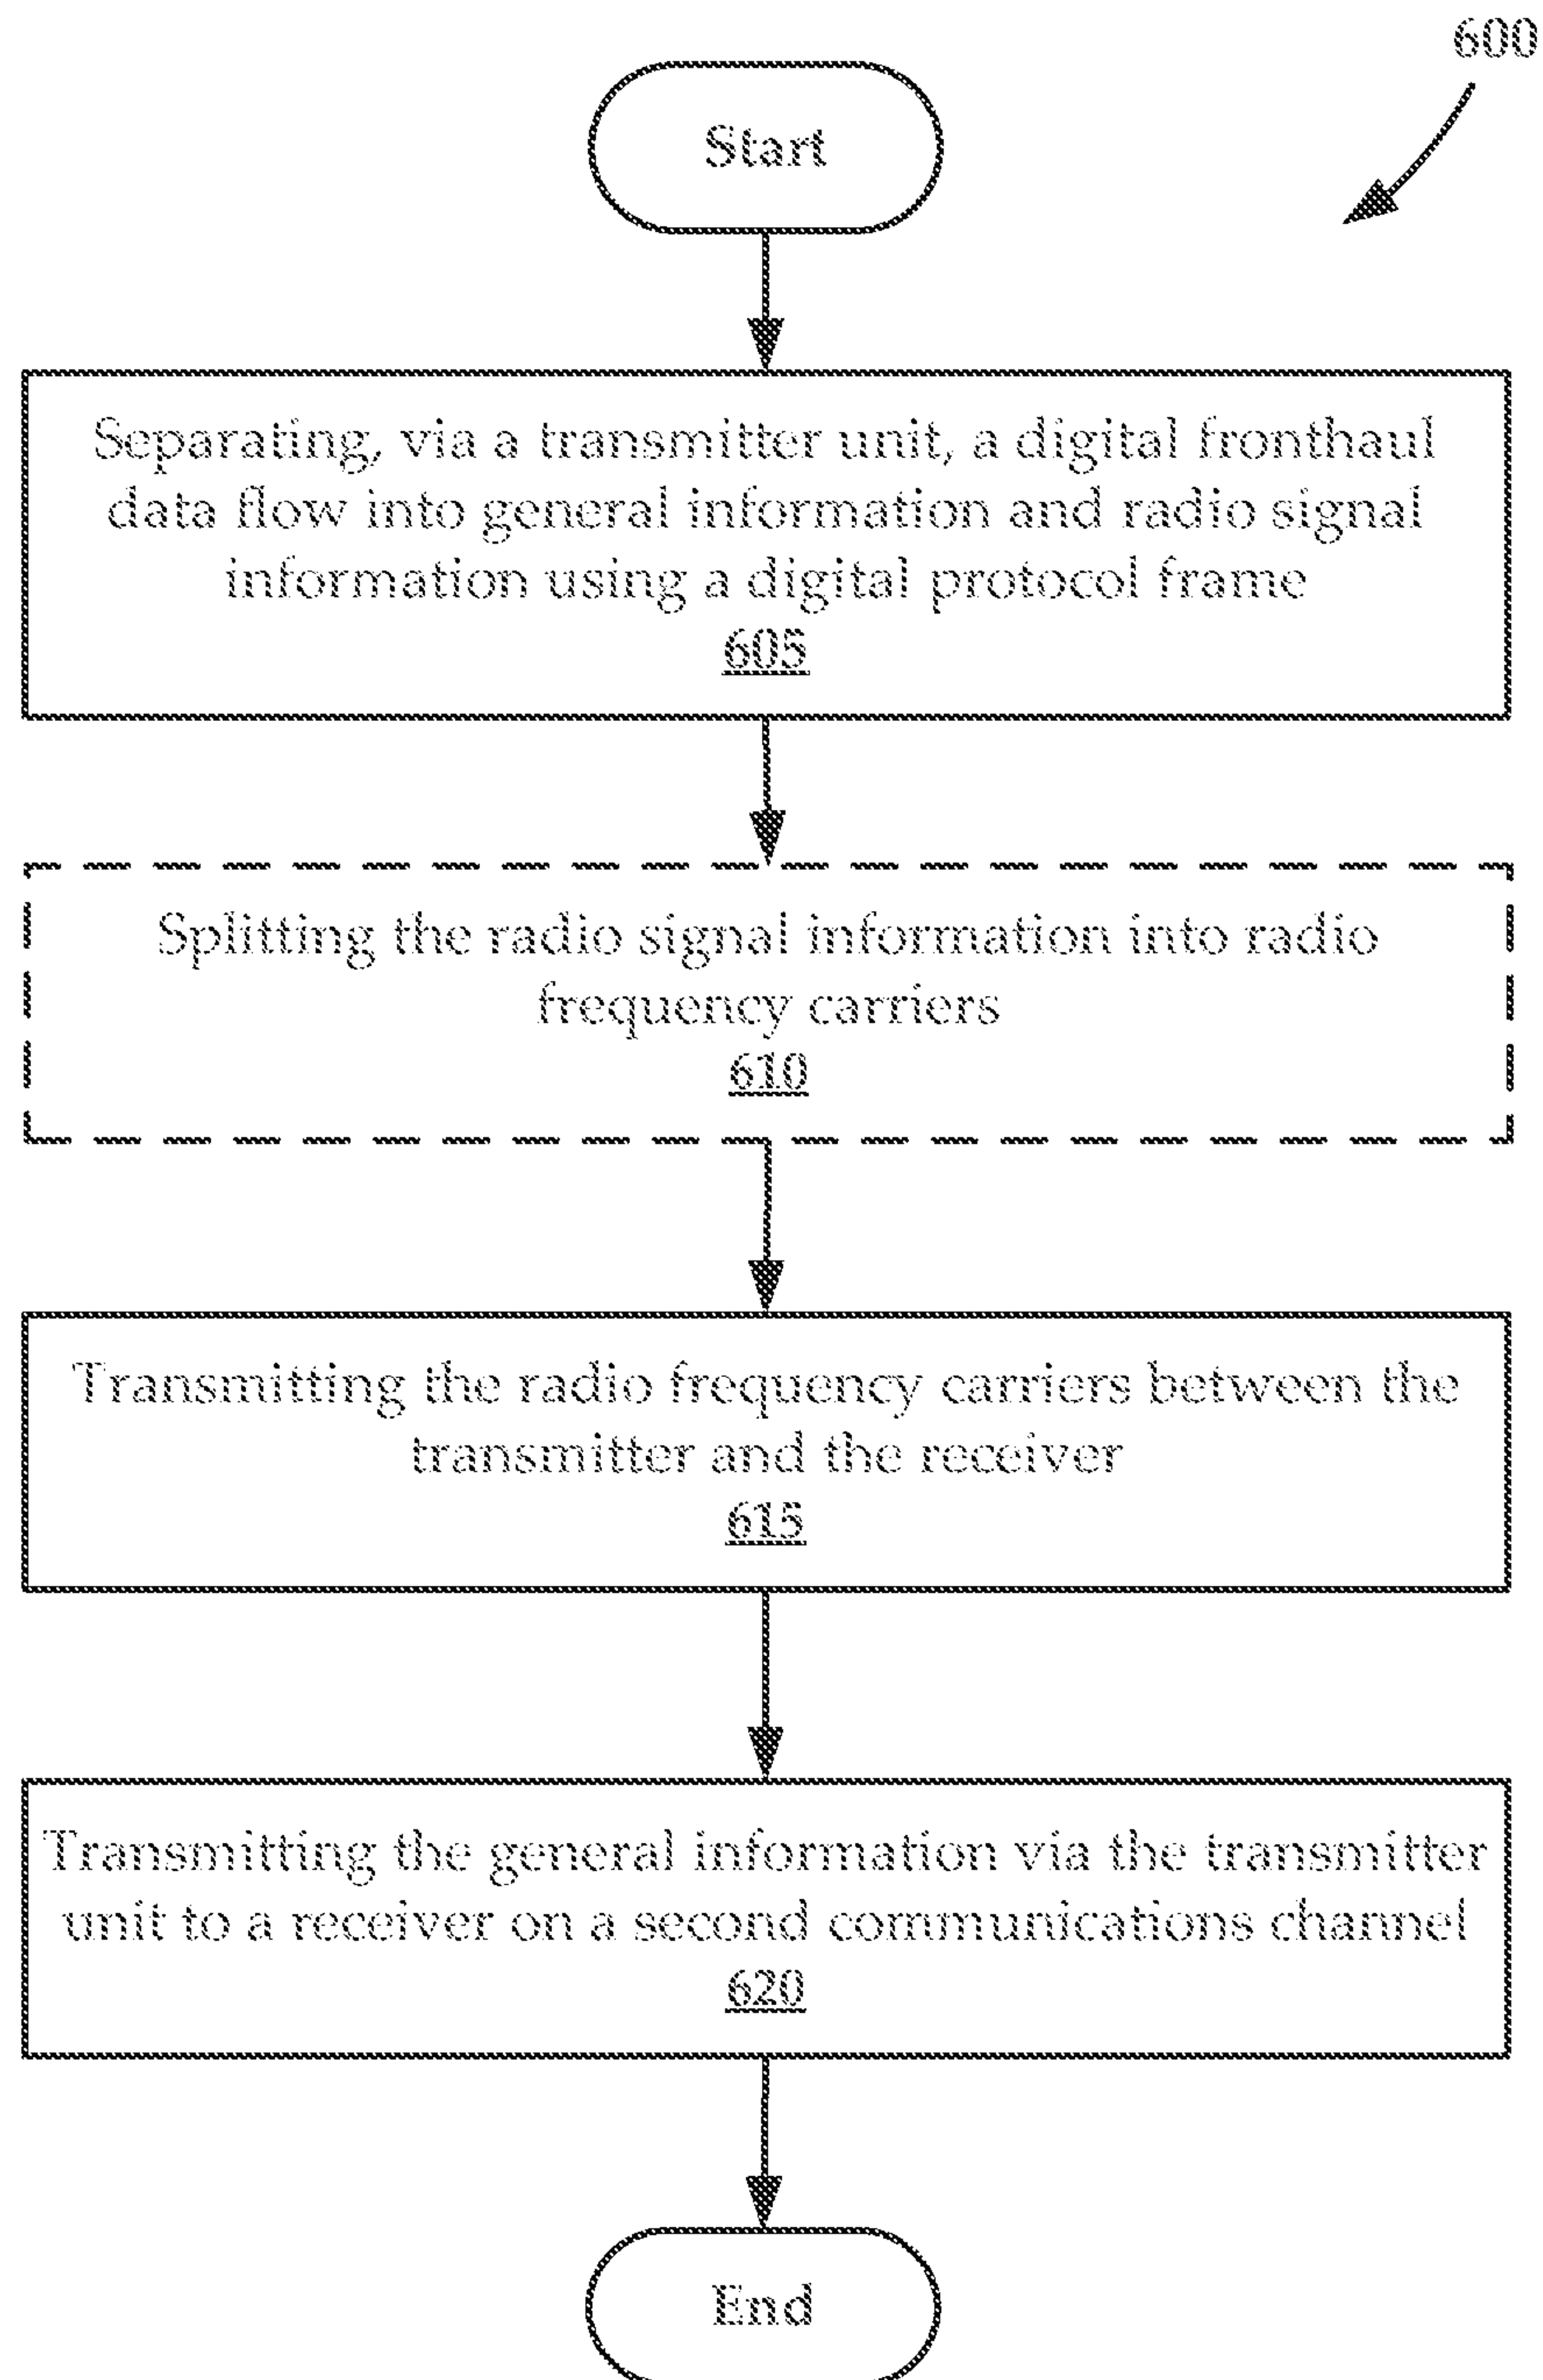 600
Start
Separating, via a transmitter unit, a digital fronthaul
data flow into general information and radio signal
information using a digital protocol frame
605
Splitting the radio signal information into radio
frequency carriers
610
Transmitting the radio frequency carriers between the
transmitter and the receiver
615
Transmitting the general information via the transmitter
unit to a receiver on a second communications channel
620
End